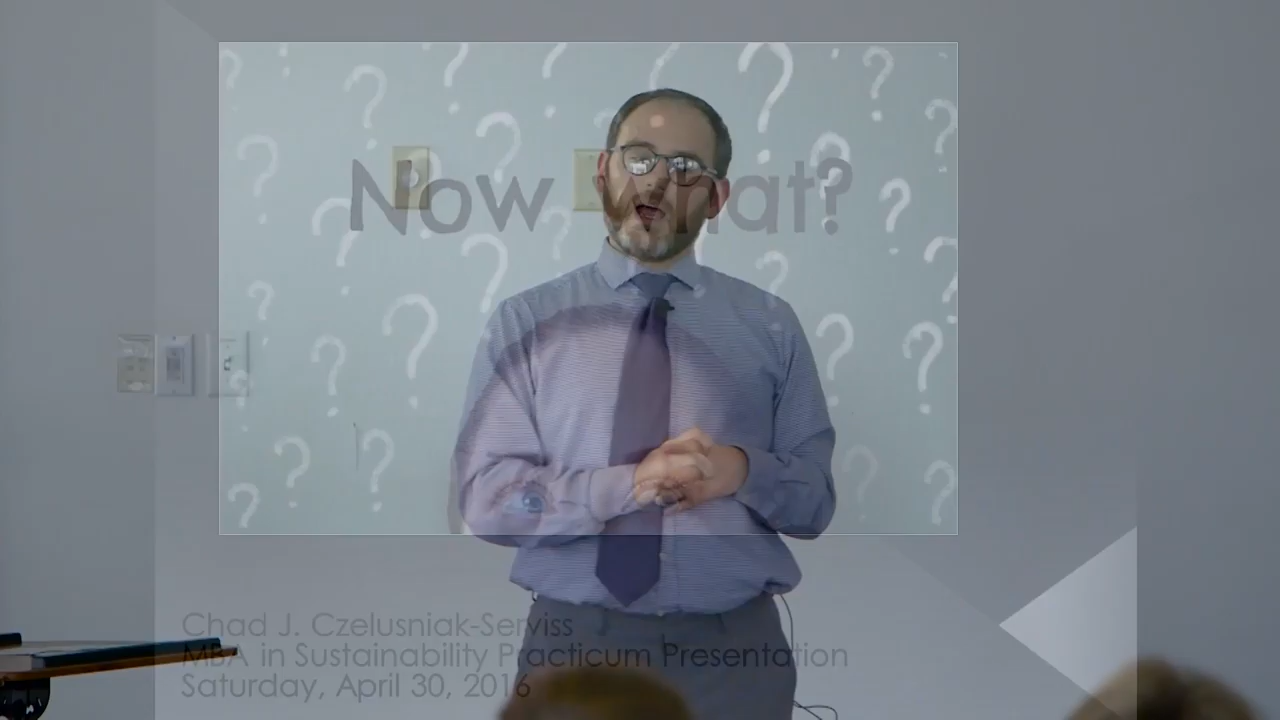 Now What?
Chad J. Czelusniak-Serviss
MBA in Sustainability Practicum Presentation
Saturday, April 30, 2016